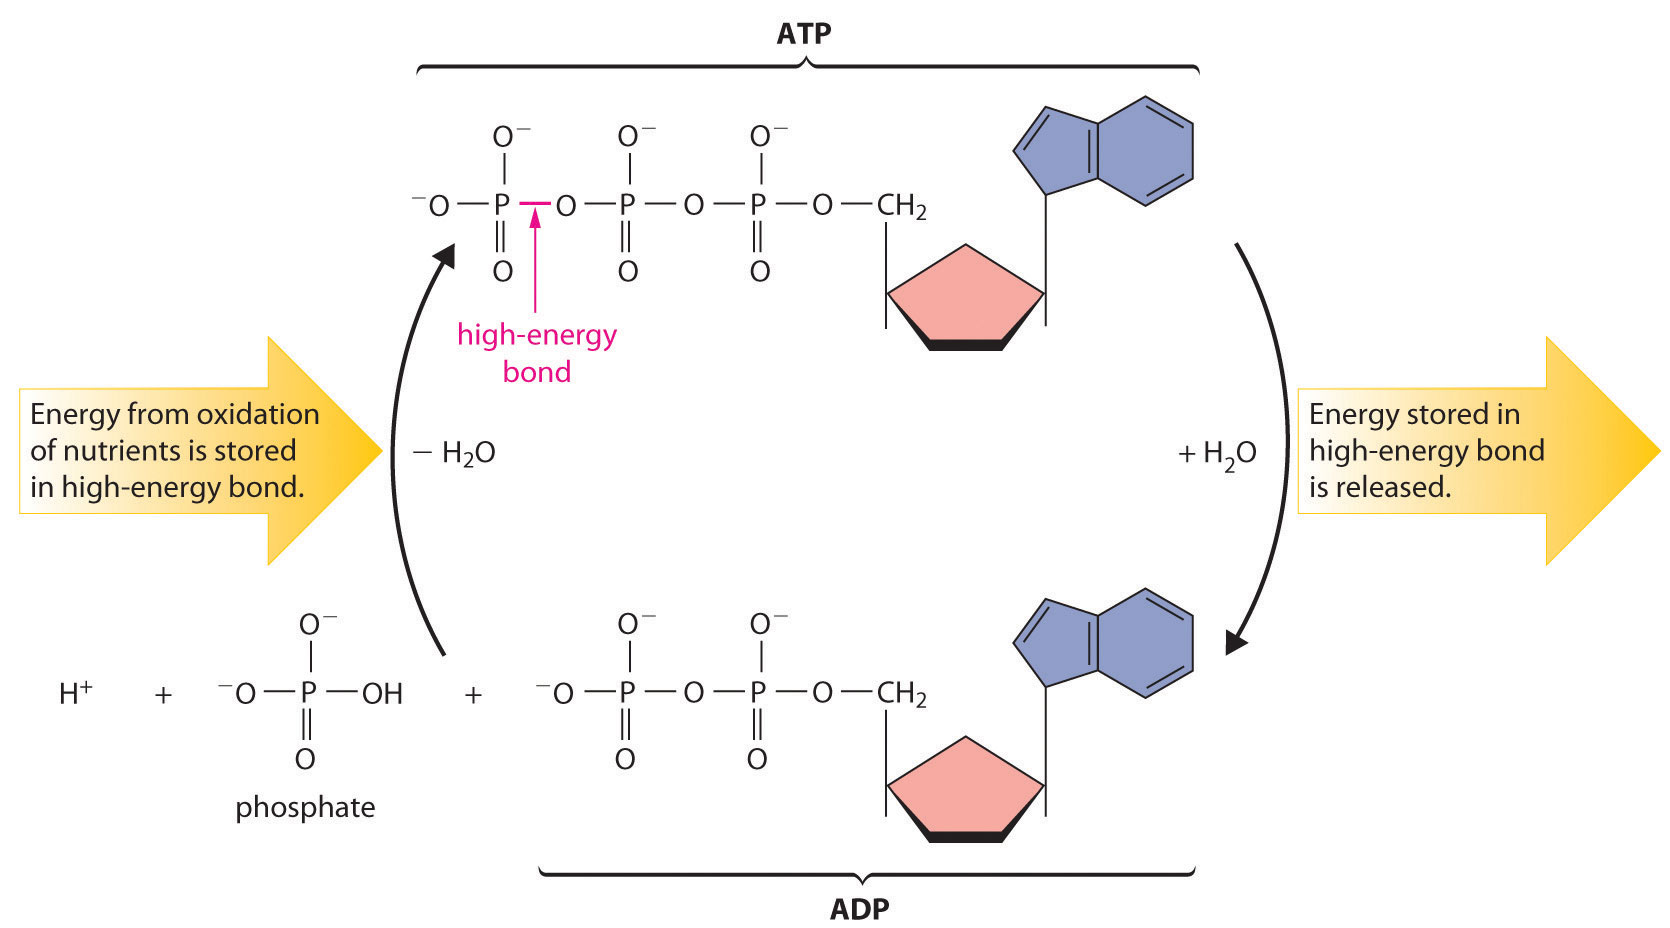 ATP
O⁻ O⁻ O⁻
⁻O P O P O P O CH₂
O O O
high-energy
bond
Energy from oxidation
of nutrients is stored
in high-energy bond.
− H₂O
+ H₂O
Energy stored in
high-energy bond
is released.
O⁻ O⁻ O⁻
H⁺ + ⁻O P OH + ⁻O P O P O CH₂
O O O
phosphate
ADP